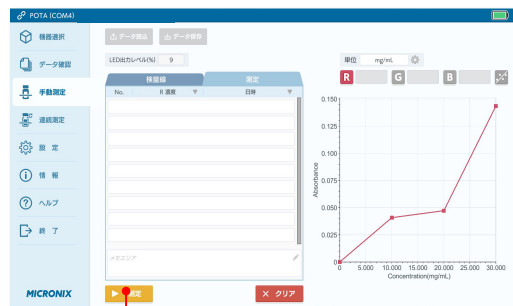 POTA (COM4)
機器選択
データ確認
手動測定
連続測定
設 定
情 報
ヘルプ
終 了
MICRONIX
データ読込
データ保存
LED出力レベル(%) 9
検量線
測定
No. R 濃度 ▼ 日時 ▼
メモエリア
定
× クリア
単位 mg/mL
R G B
0.150
0.125
0.100
0.075
0.050
0.025
0
Absorbance
0 5.000 10.000 15.000 20.000 25.000 30.000
Concentration(mg/mL)